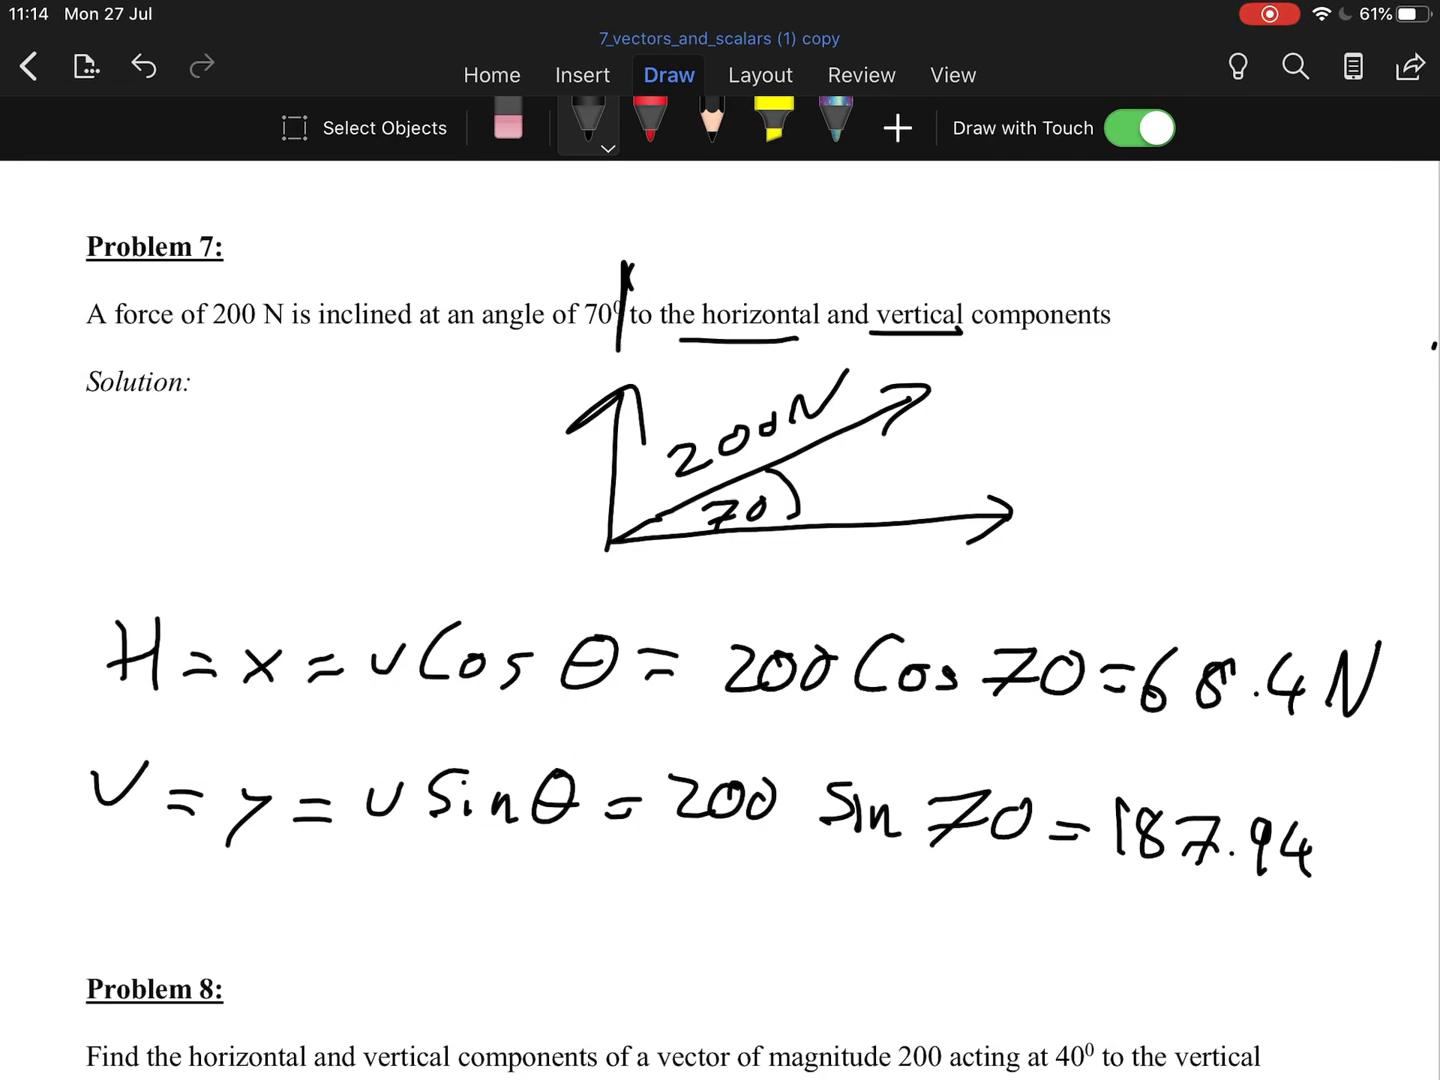 11:14 Mon 27 Jul 61%
7_vectors_and_scalars (1) copy
Home Insert Draw Layout Review View
Select Objects Draw with Touch
Problem 7:
A force of 200 N is inclined at an angle of 70⁰ to the horizontal and vertical components
Solution:
200N
70
H = x = v Cos θ = 200 Cos 70 = 68.4 N
V = y = v Sin θ = 200 Sin 70 = 187.94
Problem 8:
Find the horizontal and vertical components of a vector of magnitude 200 acting at 40⁰ to the vertical